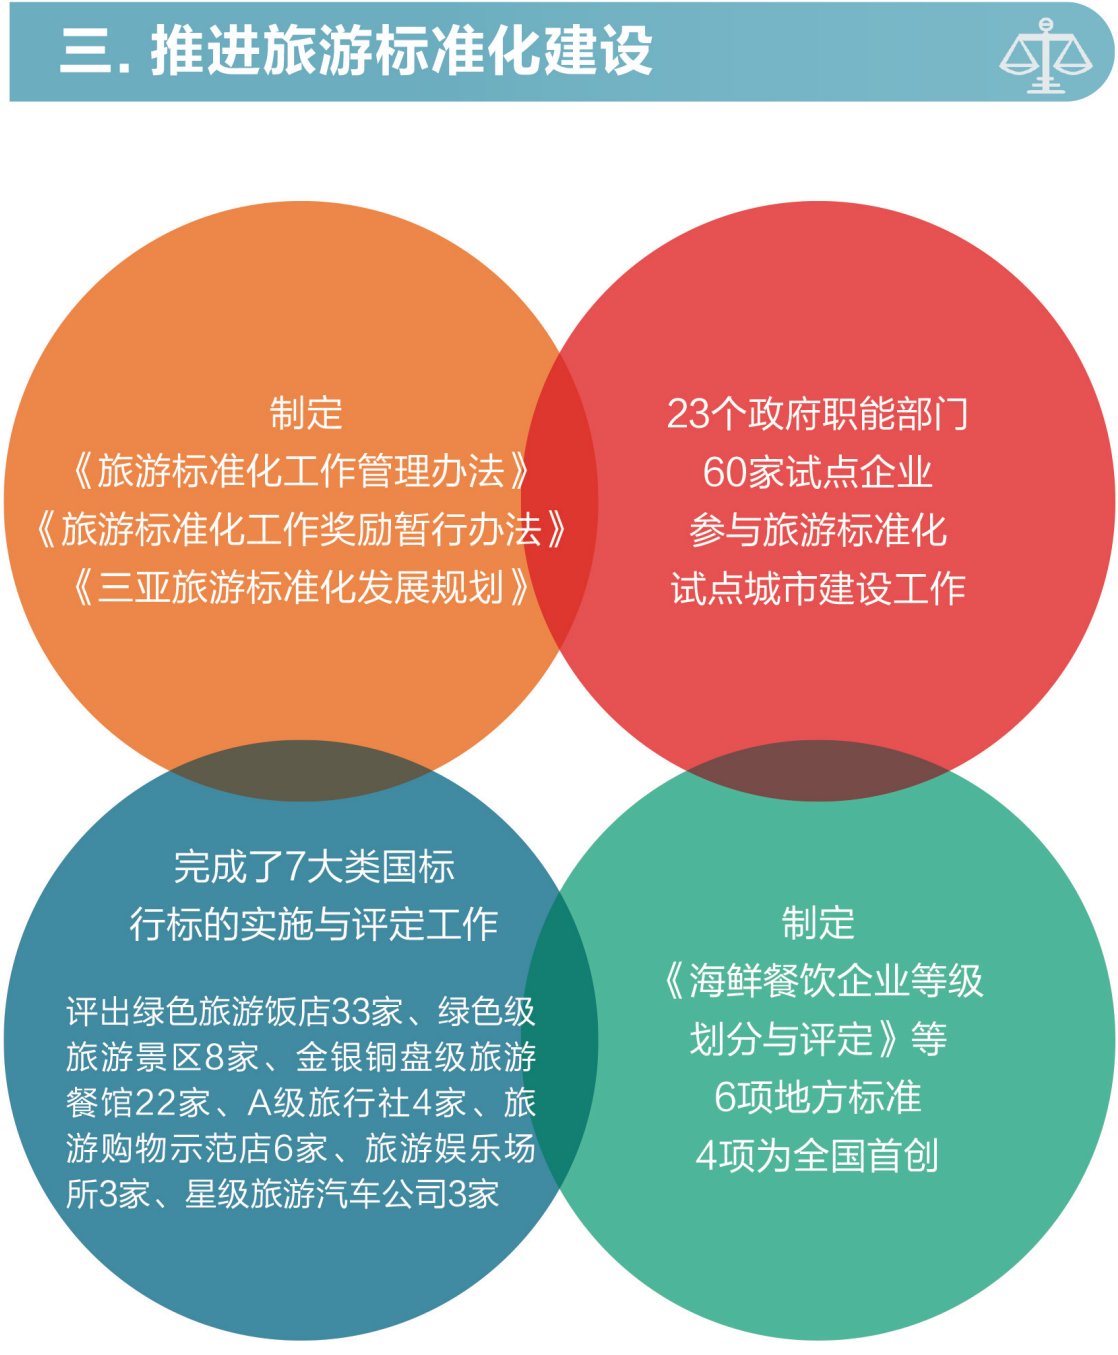 三. 推进旅游标准化建设
制定
《旅游标准化工作管理办法》
《旅游标准化工作奖励暂行办法》
《三亚旅游标准化发展规划》
23个政府职能部门
60家试点企业
参与旅游标准化
试点城市建设工作
完成了7大类国标
行标的实施与评定工作
评出绿色旅游饭店33家、绿色级
旅游景区8家、金银铜盘级旅游
餐馆22家、A级旅行社4家、旅
游购物示范店6家、旅游娱乐场
所3家、星级旅游汽车公司3家
制定
《海鲜餐饮企业等级
划分与评定》等
6项地方标准
4项为全国首创